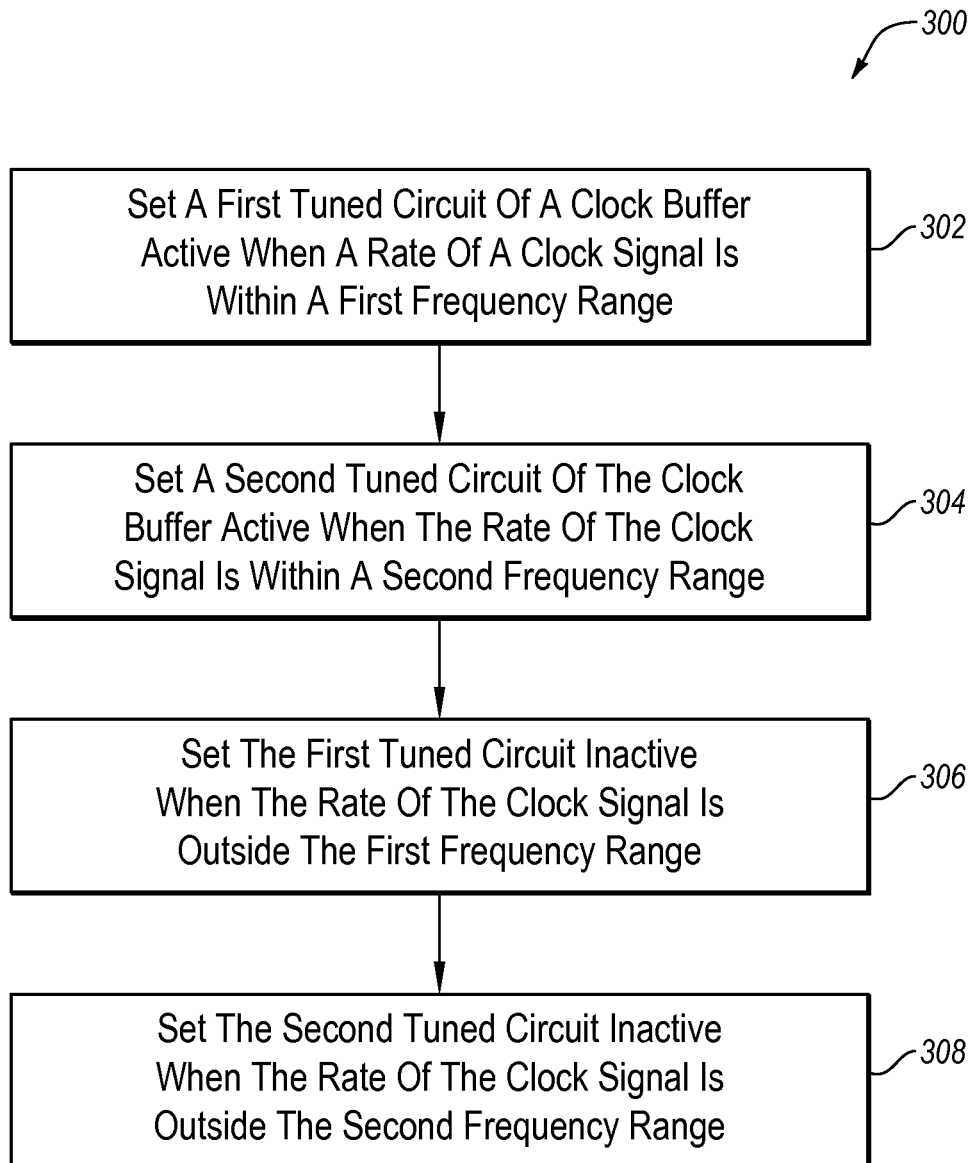 300
Set A First Tuned Circuit Of A Clock Buffer
Active When A Rate Of A Clock Signal Is
Within A First Frequency Range
302
Set A Second Tuned Circuit Of The Clock
Buffer Active When The Rate Of The Clock
Signal Is Within A Second Frequency Range
304
Set The First Tuned Circuit Inactive
When The Rate Of The Clock Signal Is
Outside The First Frequency Range
306
Set The Second Tuned Circuit Inactive
When The Rate Of The Clock Signal Is
Outside The Second Frequency Range
308